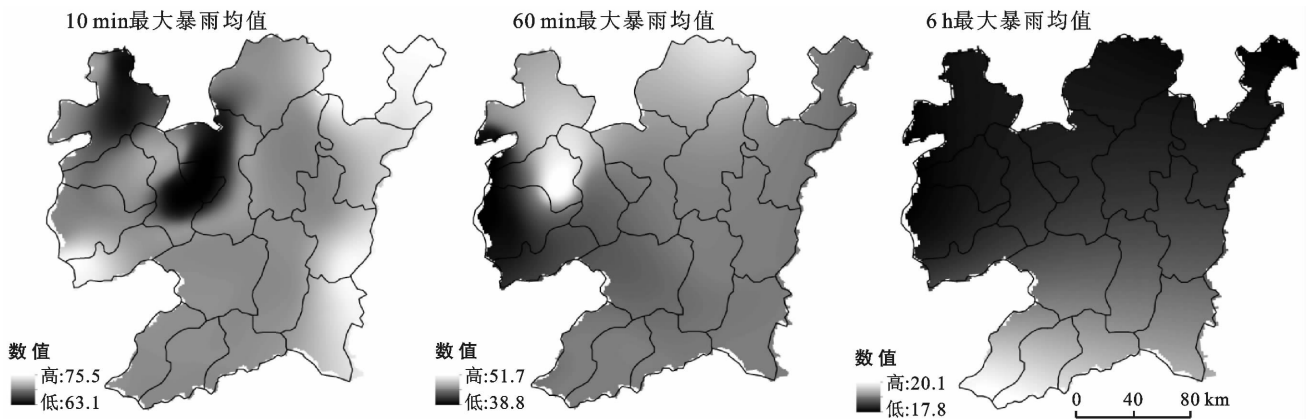 10 min最大暴雨均值
60 min最大暴雨均值
6 h最大暴雨均值
数值
高:75.5
低:63.1
数值
高:51.7
低:38.8
数值
高:20.1
低:17.8
0 40 80 km